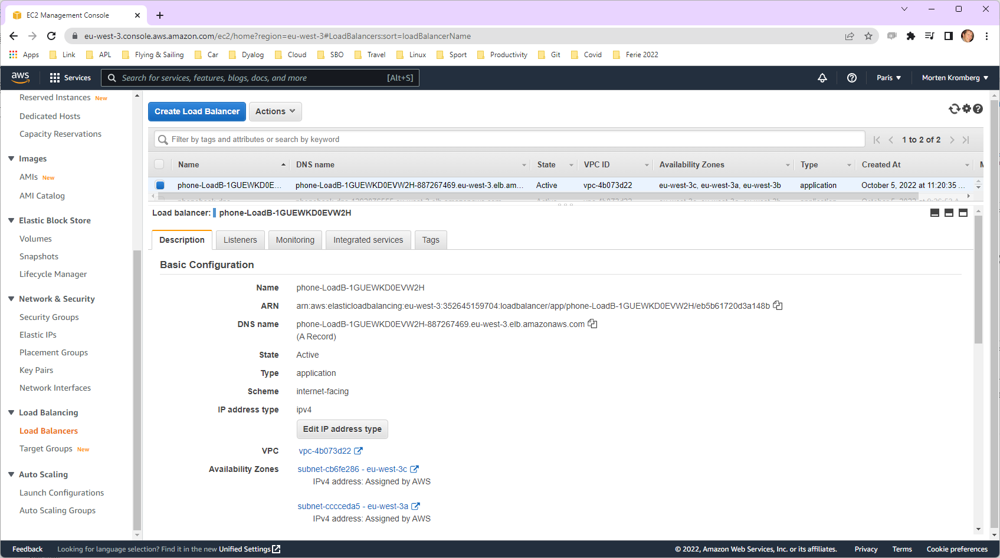 EC2 Management Console
eu-west-3.console.aws.amazon.com/ec2/home?region=eu-west-3#LoadBalancers:sort=loadBalancerName
Apps Link APL Flying & Sailing Car Dyalog Cloud SBO Travel Linux Sport Productivity Git Covid Ferie 2022
aws Services Search for services, features, blogs, docs, and more [Alt+S] Paris Morten Kromberg
Reserved Instances New
Dedicated Hosts
Capacity Reservations
Images
AMIs New
AMI Catalog
Elastic Block Store
Volumes
Snapshots
Lifecycle Manager
Network & Security
Security Groups
Elastic IPs
Placement Groups
Key Pairs
Network Interfaces
Load Balancing
Load Balancers
Target Groups New
Auto Scaling
Launch Configurations
Auto Scaling Groups
Create Load Balancer Actions
Filter by tags and attributes or search by keyword 1 to 2 of 2
Name DNS name State VPC ID Availability Zones Type Created At
phone-LoadB-1GUEWKD0E... phone-LoadB-1GUEWKD0EVW2H-887267469.eu-west-3.elb.am... Active vpc-4b073d22 eu-west-3c, eu-west-3a, eu-west-3b application October 5, 2022 at 11:20:35 ...
Load balancer: phone-LoadB-1GUEWKD0EVW2H
Description Listeners Monitoring Integrated services Tags
Basic Configuration
Name phone-LoadB-1GUEWKD0EVW2H
ARN arn:aws:elasticloadbalancing:eu-west-3:352645159704:loadbalancer/app/phone-LoadB-1GUEWKD0EVW2H/eb5b61720d3a148b
DNS name phone-LoadB-1GUEWKD0EVW2H-887267469.eu-west-3.elb.amazonaws.com
(A Record)
State Active
Type application
Scheme internet-facing
IP address type ipv4
Edit IP address type
VPC vpc-4b073d22
Availability Zones subnet-cb6fe286 - eu-west-3c
IPv4 address: Assigned by AWS
subnet-cccceda5 - eu-west-3a
IPv4 address: Assigned by AWS
Feedback Looking for language selection? Find it in the new Unified Settings © 2022, Amazon Web Services, Inc. or its affiliates. Privacy Terms Cookie preferences